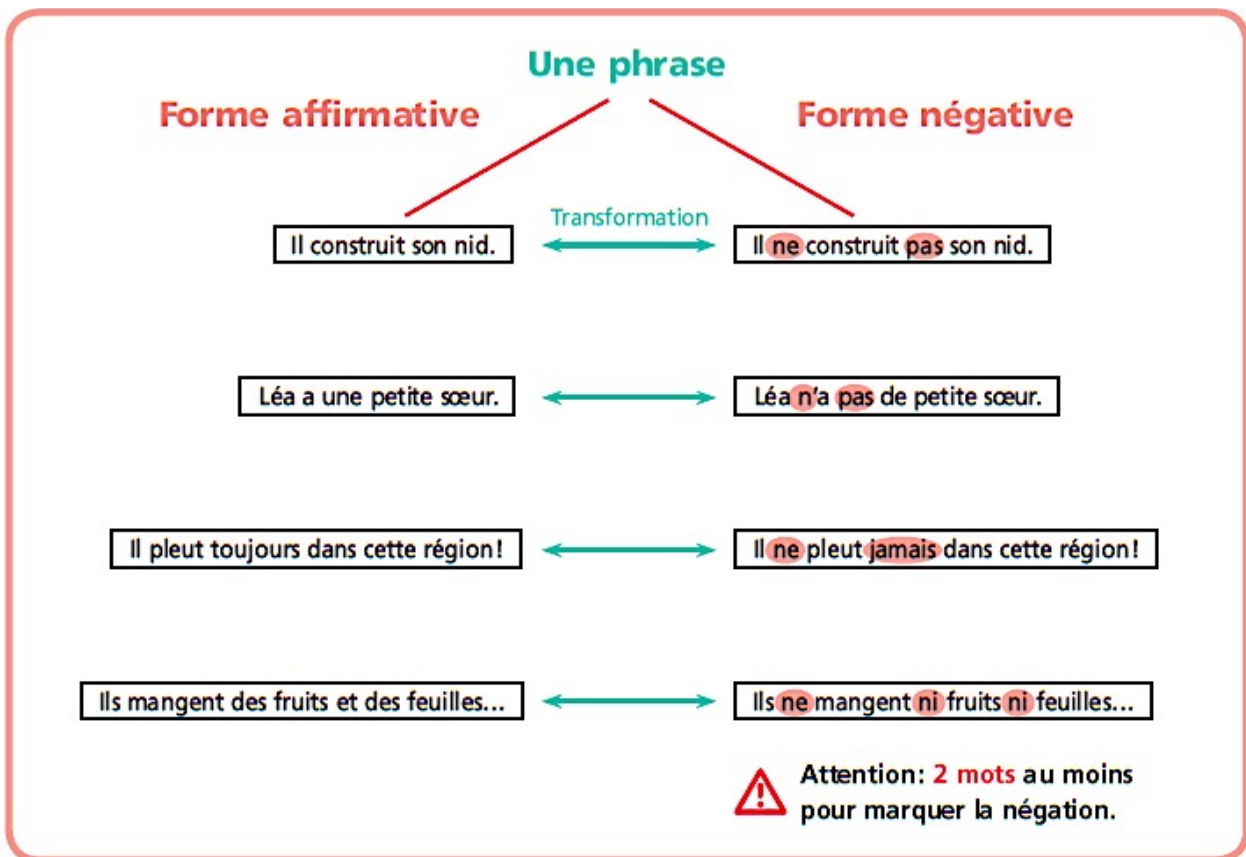 Une phrase
Forme affirmative
Forme négative
Transformation
Il construit son nid.
Il ne construit pas son nid.
Léa a une petite sœur.
Léa n'a pas de petite sœur.
Il pleut toujours dans cette région!
Il ne pleut jamais dans cette région!
Ils mangent des fruits et des feuilles...
Ils ne mangent ni fruits ni feuilles...
Attention: 2 mots au moins
pour marquer la négation.